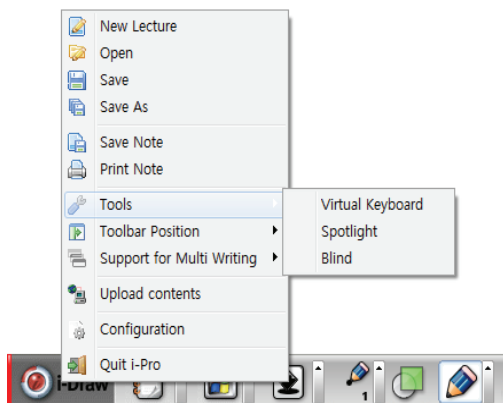 New Lecture
Open
Save
Save As
Save Note
Print Note
Tools
Toolbar Position
Support for Multi Writing
Upload contents
Configuration
Quit i-Pro
Virtual Keyboard
Spotlight
Blind
i-Draw
1